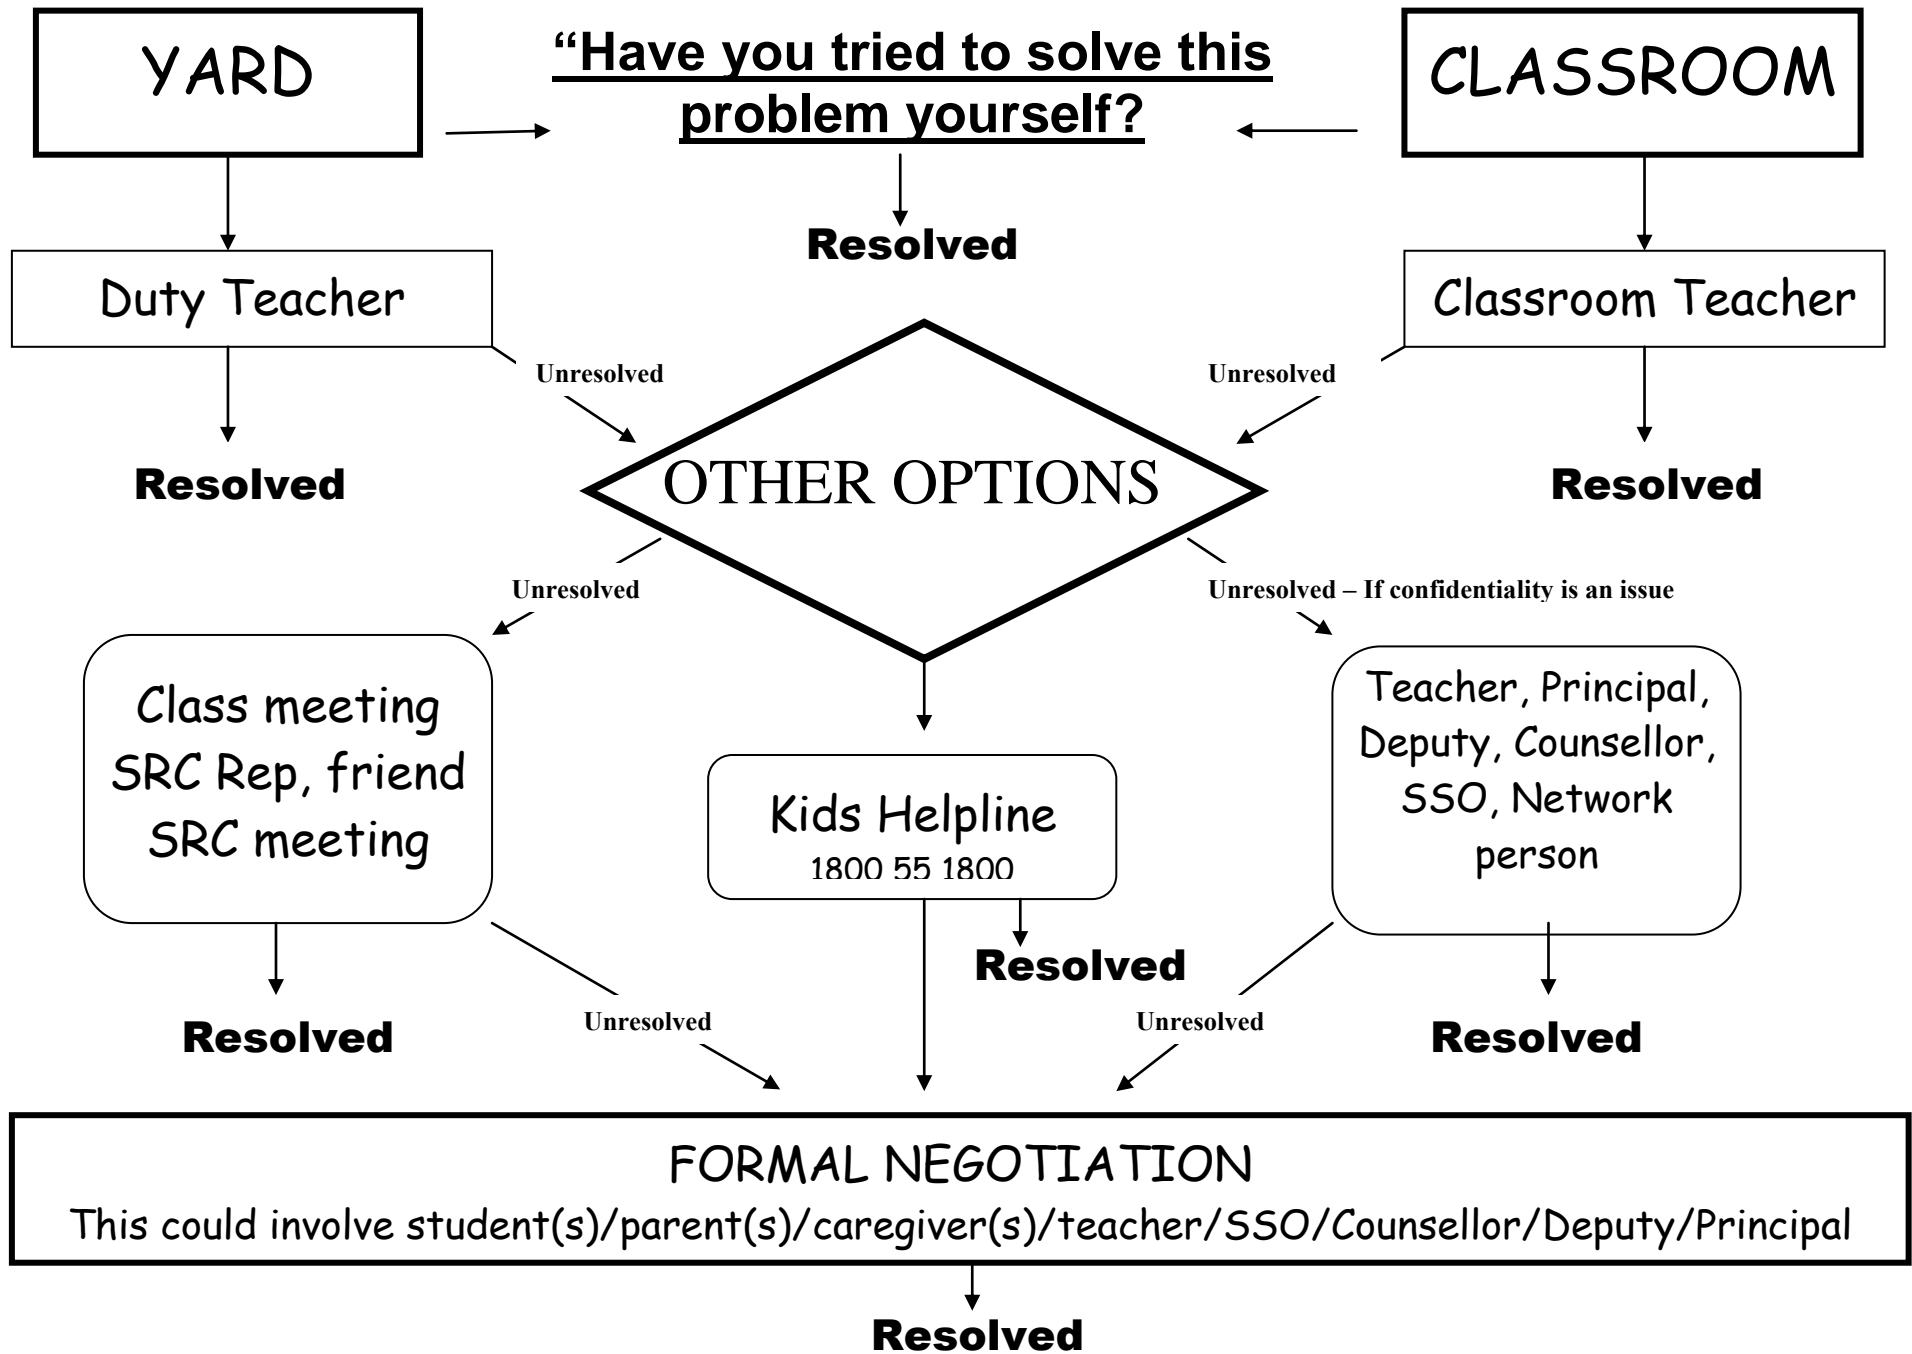 YARD
“Have you tried to solve this
problem yourself?
CLASSROOM
Resolved
Duty Teacher
Classroom Teacher
Unresolved
Unresolved
OTHER OPTIONS
Resolved
Resolved
Unresolved
Unresolved – If confidentiality is an issue
Class meeting
SRC Rep, friend
SRC meeting
Kids Helpline
1800 55 1800
Teacher, Principal,
Deputy, Counsellor,
SSO, Network
person
Resolved
Resolved
Unresolved
Unresolved
Resolved
FORMAL NEGOTIATION
This could involve student(s)/parent(s)/caregiver(s)/teacher/SSO/Counsellor/Deputy/Principal
Resolved